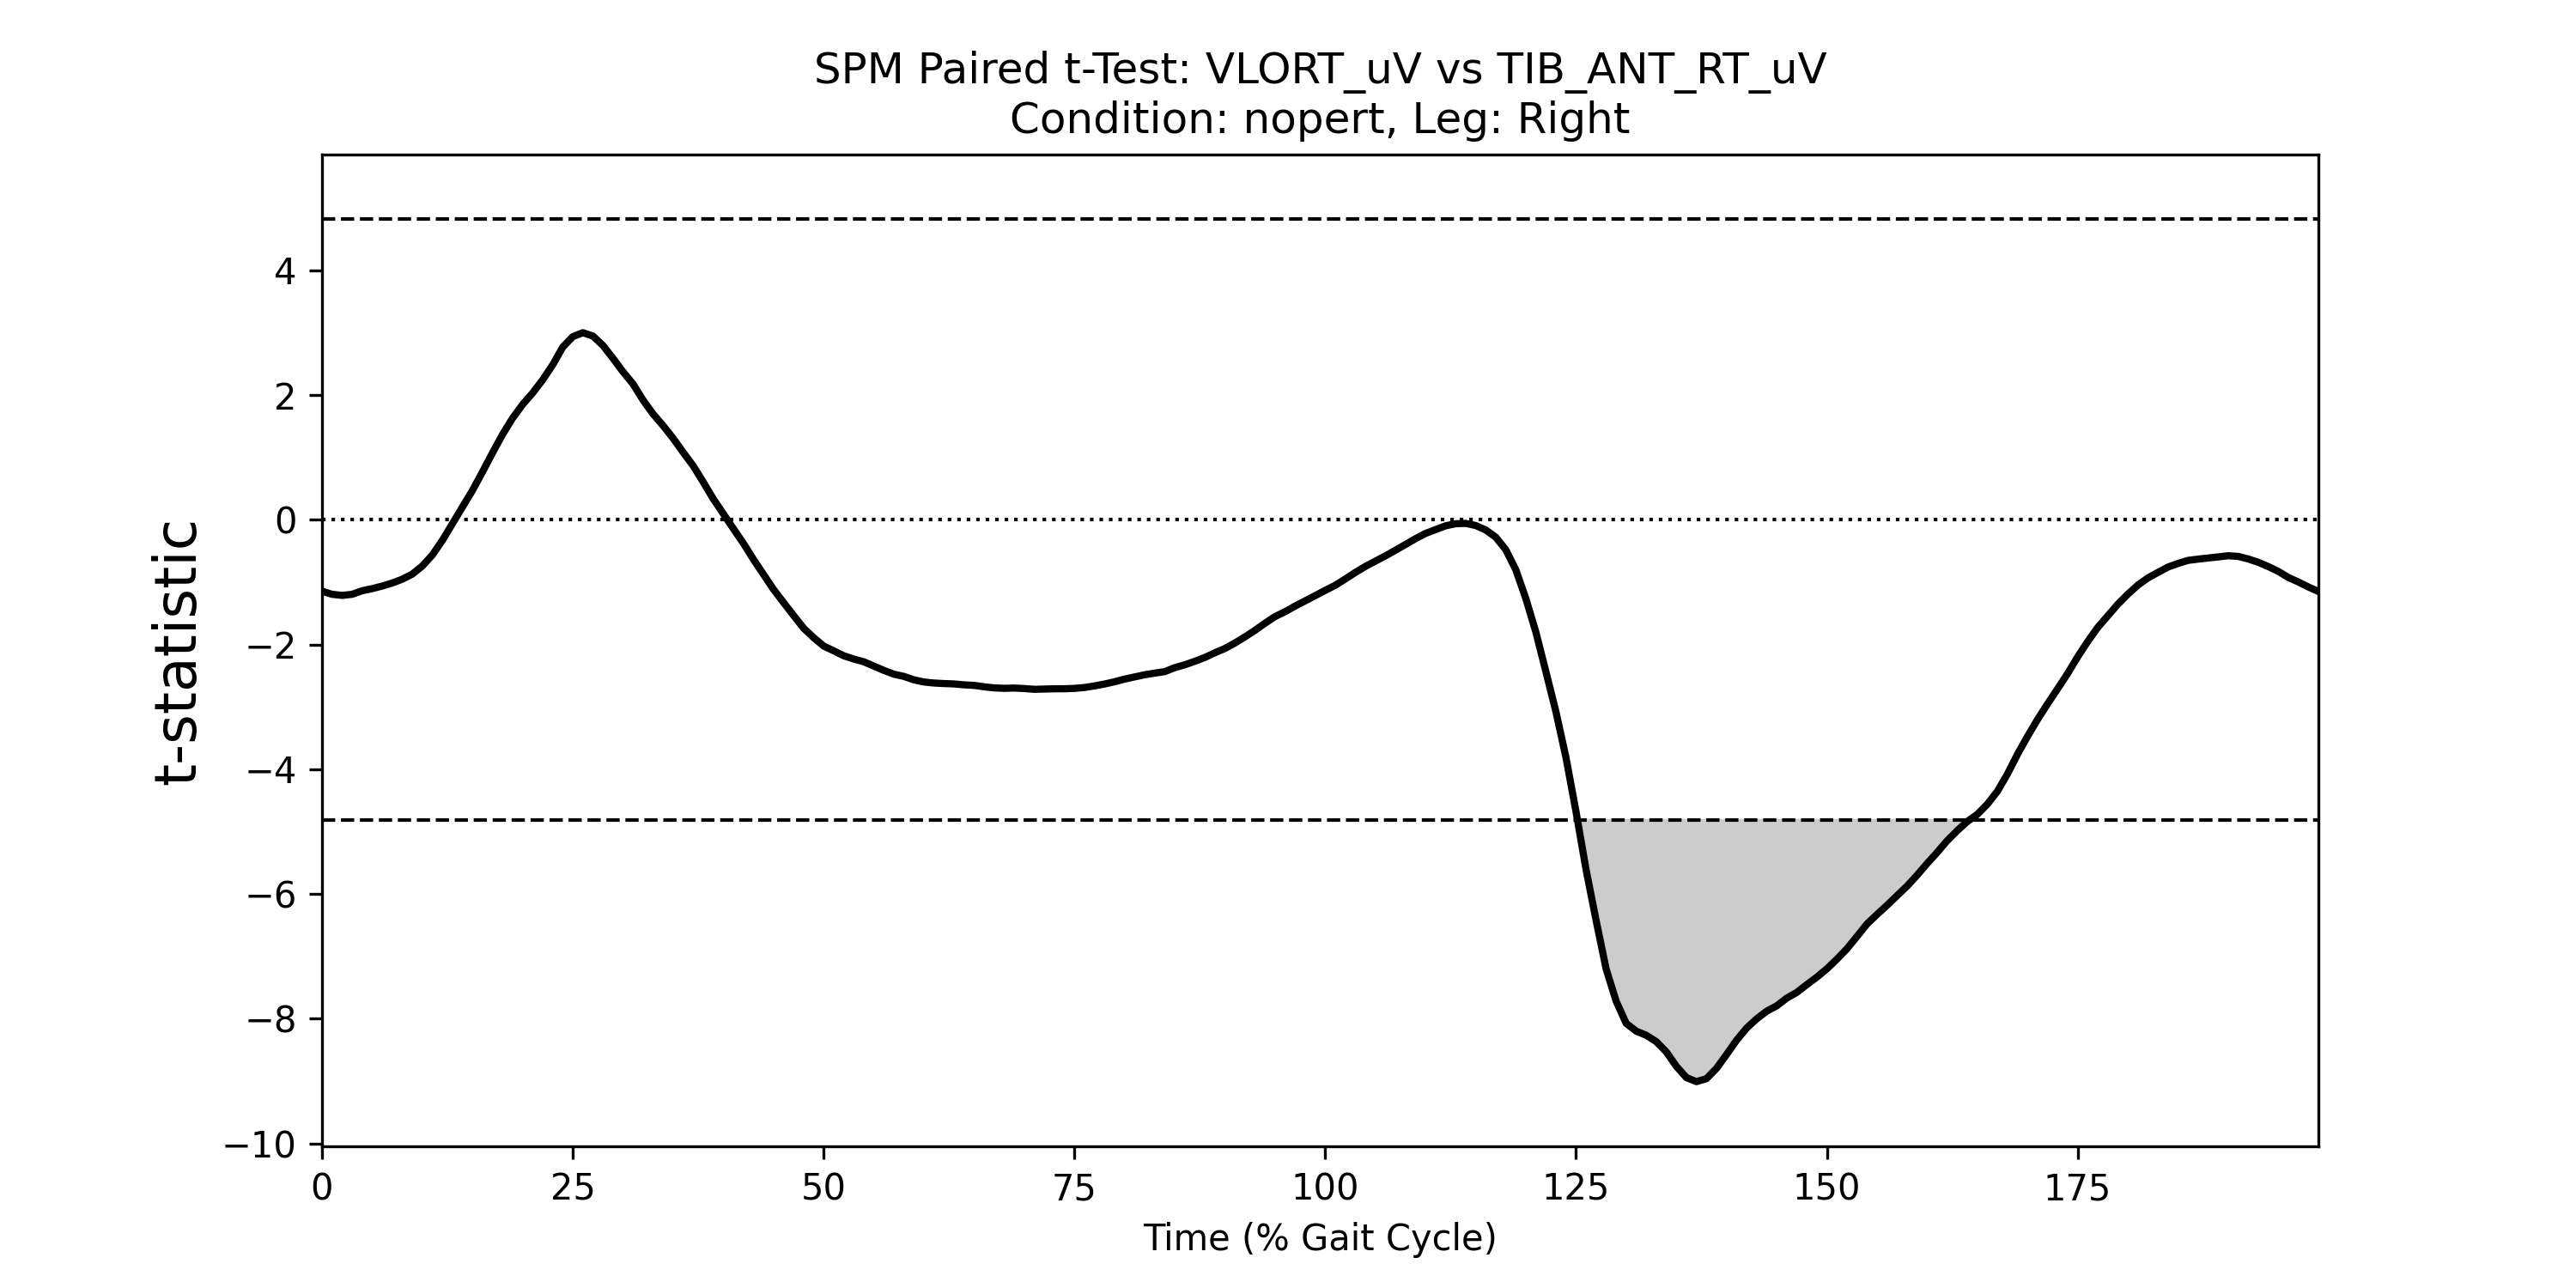 SPM Paired t-Test: VLORT_uV vs TIB_ANT_RT_uV
Condition: nopert, Leg: Right
t-statistic
4
2
0
−2
−4
−6
−8
−10
0 25 50 75 100 125 150 175
Time (% Gait Cycle)